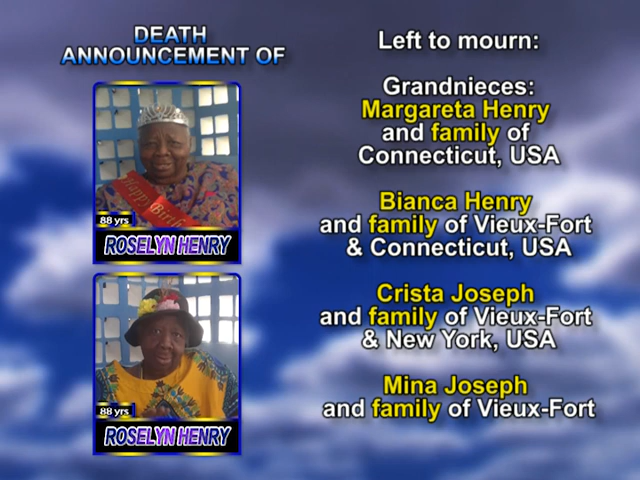 DEATH
ANNOUNCEMENT OF
Happy Birth
88 yrs
ROSELYN HENRY
88 yrs
ROSELYN HENRY
Left to mourn:
Grandnieces:
Margareta Henry
and family of
Connecticut, USA
Bianca Henry
and family of Vieux-Fort
& Connecticut, USA
Crista Joseph
and family of Vieux-Fort
& New York, USA
Mina Joseph
and family of Vieux-Fort